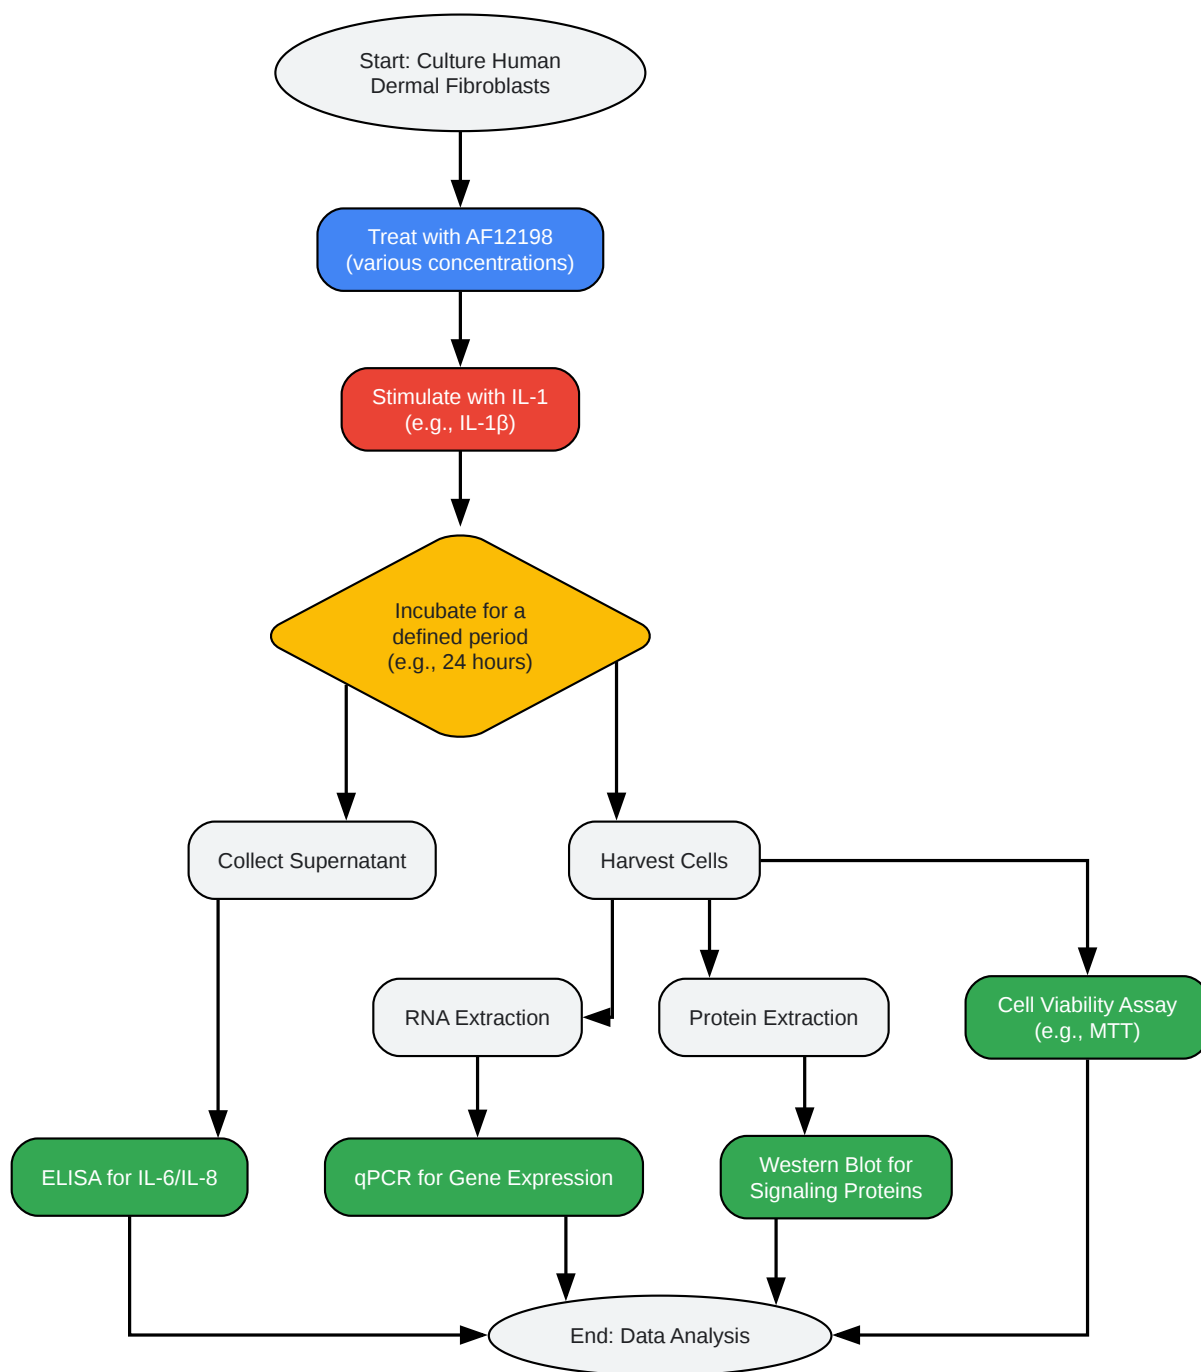 Start: Culture Human
Dermal Fibroblasts
Treat with AF12198
(various concentrations)
Stimulate with IL-1
(e.g., IL-1β)
Incubate for a
defined period
(e.g., 24 hours)
Collect Supernatant
Harvest Cells
RNA Extraction
Protein Extraction
Cell Viability Assay
(e.g., MTT)
ELISA for IL-6/IL-8
qPCR for Gene Expression
Western Blot for
Signaling Proteins
End: Data Analysis